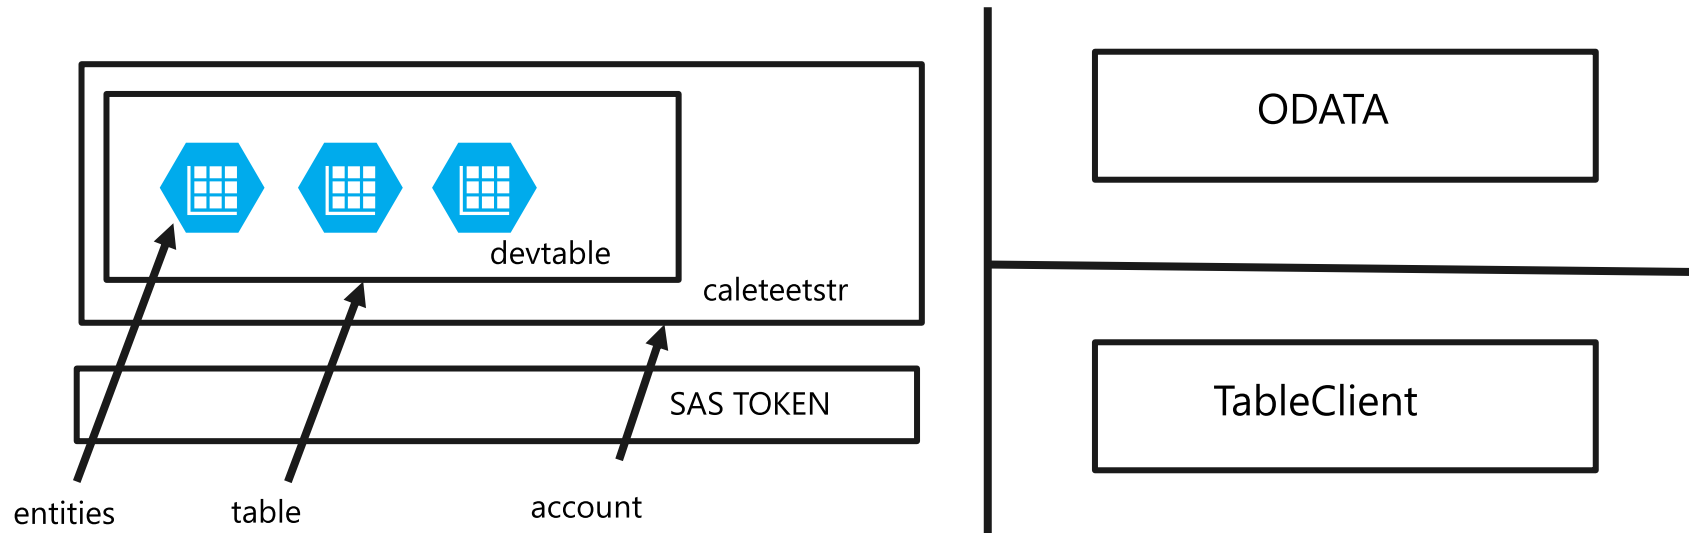 devtable
caleteetstr
SAS TOKEN
entities
table
account
ODATA
TableClient